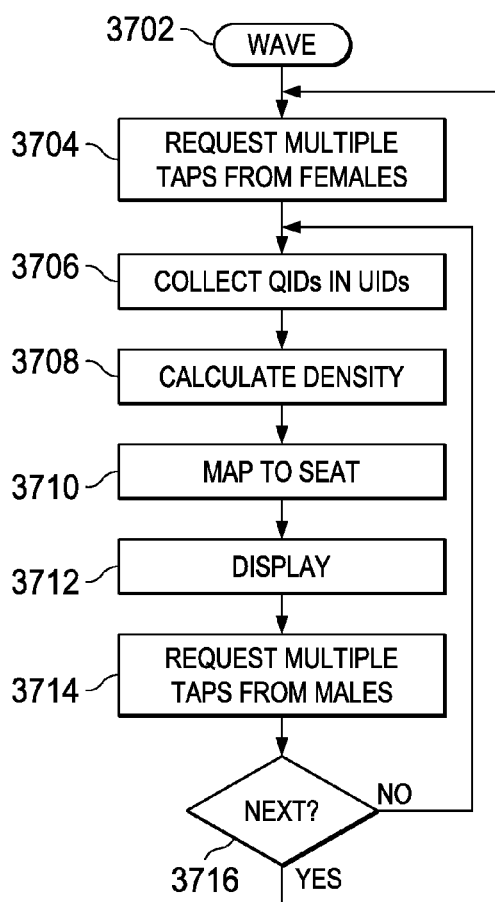 3702
WAVE
3704
REQUEST MULTIPLE
TAPS FROM FEMALES
3706
COLLECT QIDs IN UIDs
3708
CALCULATE DENSITY
3710
MAP TO SEAT
3712
DISPLAY
3714
REQUEST MULTIPLE
TAPS FROM MALES
NEXT?
NO
3716
YES